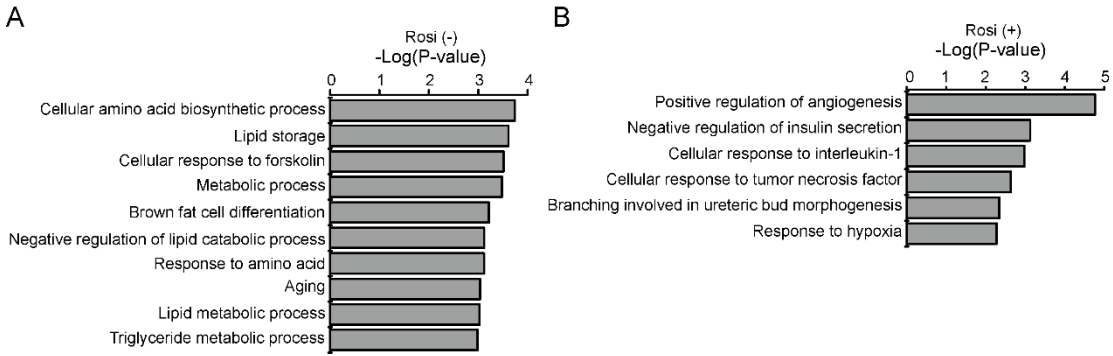 A
Rosi (-)
-Log(P-value)
0 1 2 3 4
Cellular amino acid biosynthetic process
Lipid storage
Cellular response to forskolin
Metabolic process
Brown fat cell differentiation
Negative regulation of lipid catabolic process
Response to amino acid
Aging
Lipid metabolic process
Triglyceride metabolic process
B
Rosi (+)
-Log(P-value)
0 1 2 3 4 5
Positive regulation of angiogenesis
Negative regulation of insulin secretion
Cellular response to interleukin-1
Cellular response to tumor necrosis factor
Branching involved in ureteric bud morphogenesis
Response to hypoxia